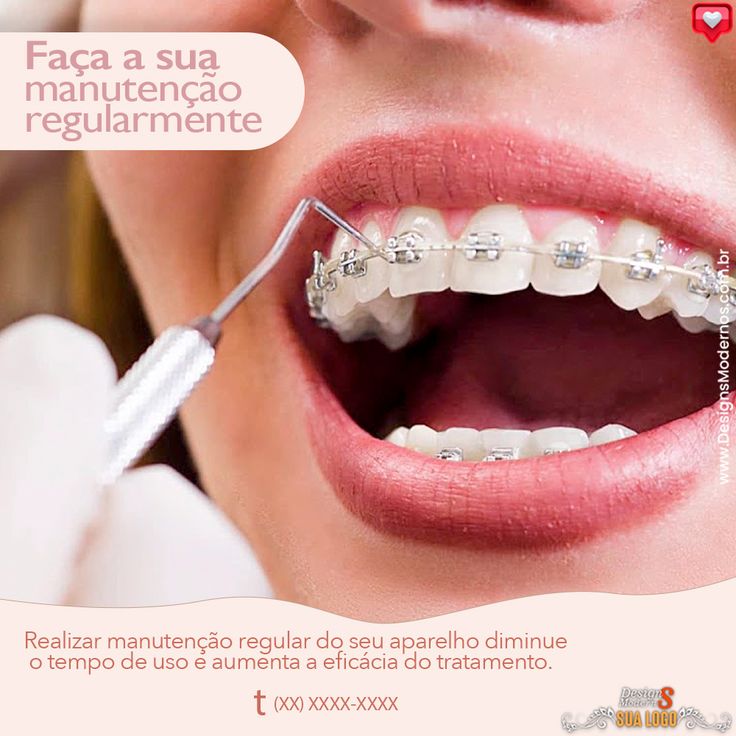 Faça a sua
manutenção
regularmente
www.DesignsModernos.com.br
Realizar manutenção regular do seu aparelho diminue
o tempo de uso e aumenta a eficácia do tratamento.
t (XX) XXXX-XXXX
DesignS
Modern S
SUA LOGO